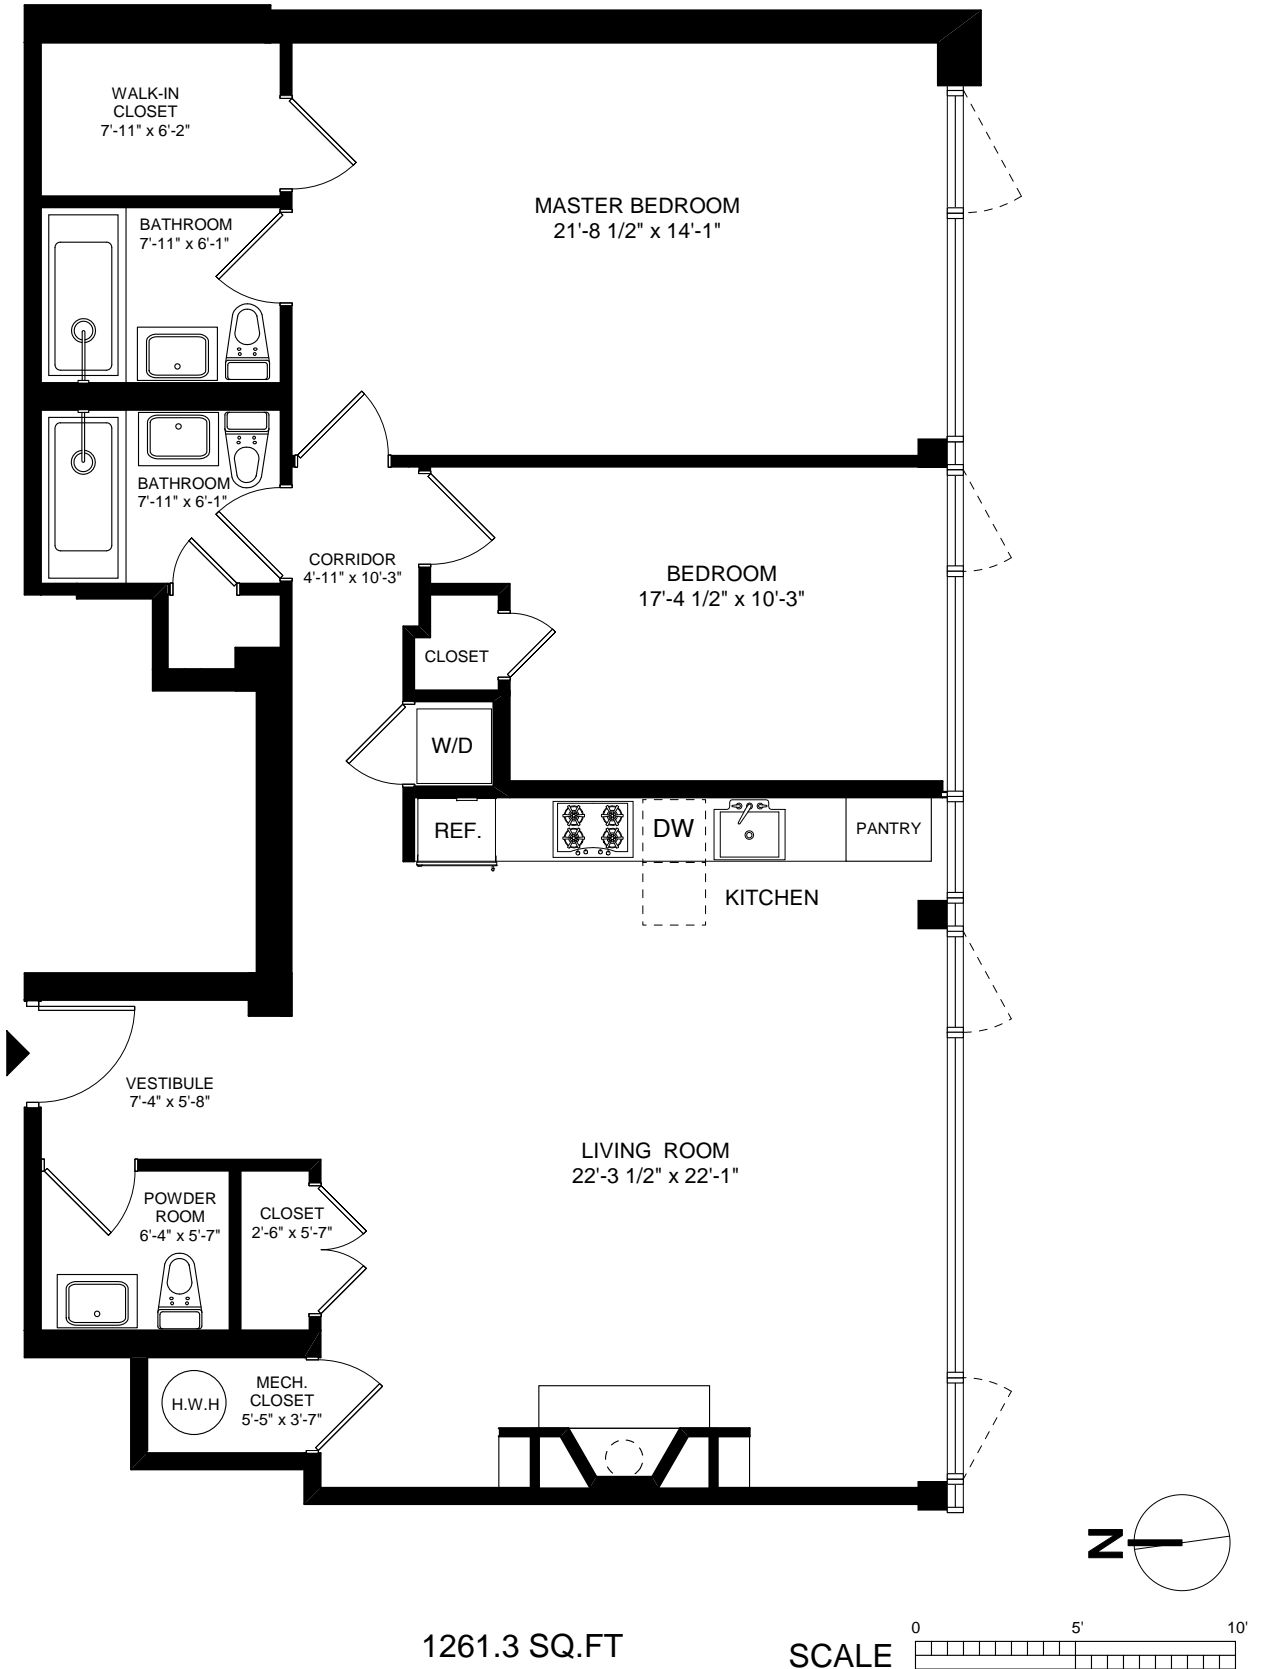 WALK-IN
CLOSET
7'-11" x 6'-2"
MASTER BEDROOM
21'-8 1/2" x 14'-1"
BATHROOM
7'-11" x 6'-1"
BATHROOM
7'-11" x 6'-1"
CORRIDOR
4'-11" x 10'-3"
BEDROOM
17'-4 1/2" x 10'-3"
CLOSET
W/D
REF.
DW
PANTRY
KITCHEN
VESTIBULE
7'-4" x 5'-8"
LIVING ROOM
22'-3 1/2" x 22'-1"
POWDER
ROOM
6'-4" x 5'-7"
CLOSET
2'-6" x 5'-7"
MECH.
CLOSET
5'-5" x 3'-7"
H.W.H
N
1261.3 SQ.FT
SCALE
0 5' 10'